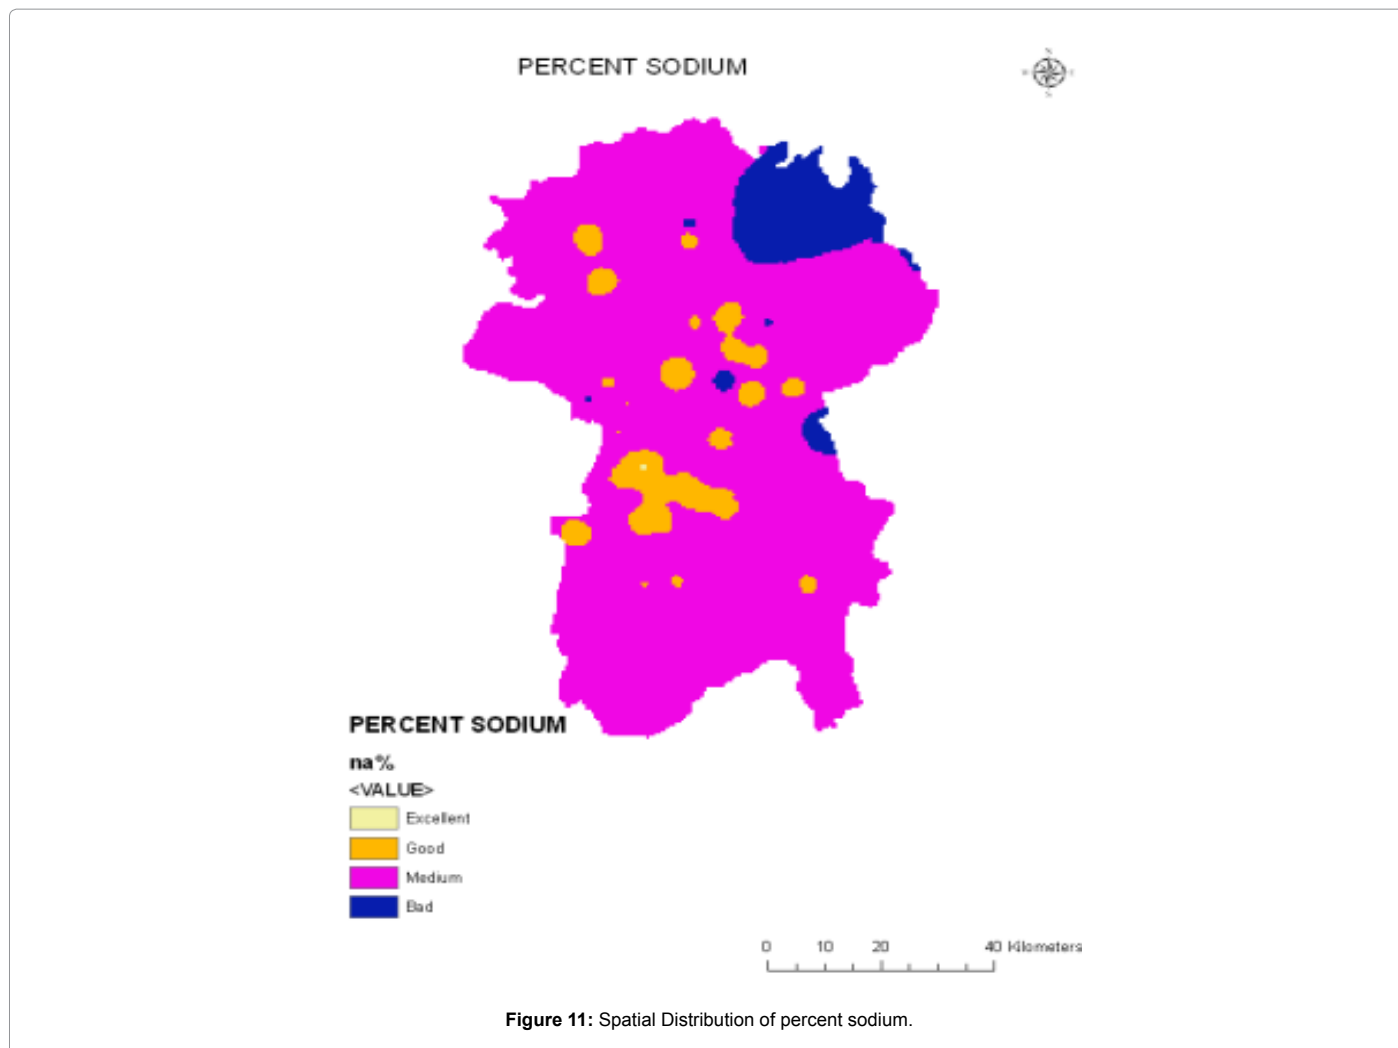 PERCENT SODIUM
N
S
PERCENT SODIUM
na%
<VALUE>
Excellent
Good
Medium
Bad
0 10 20 40 Kilometers
Figure 11: Spatial Distribution of percent sodium.